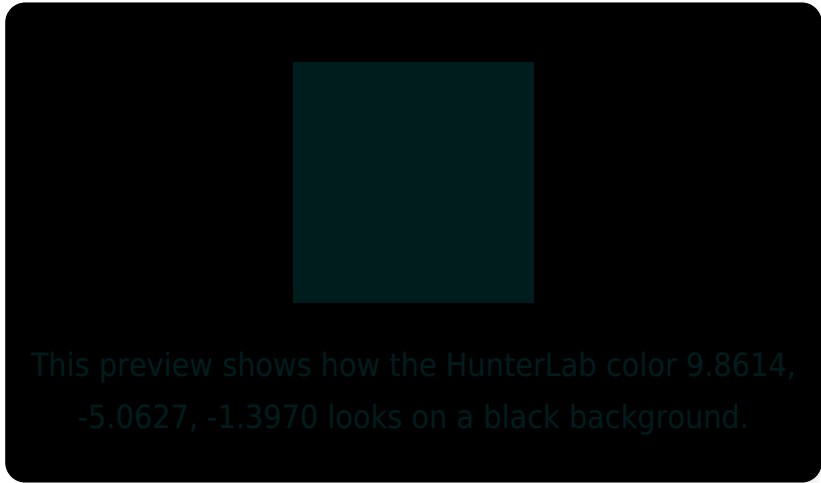 This preview shows how the HunterLab color 9.8614,
-5.0627, -1.3970 looks on a black background.